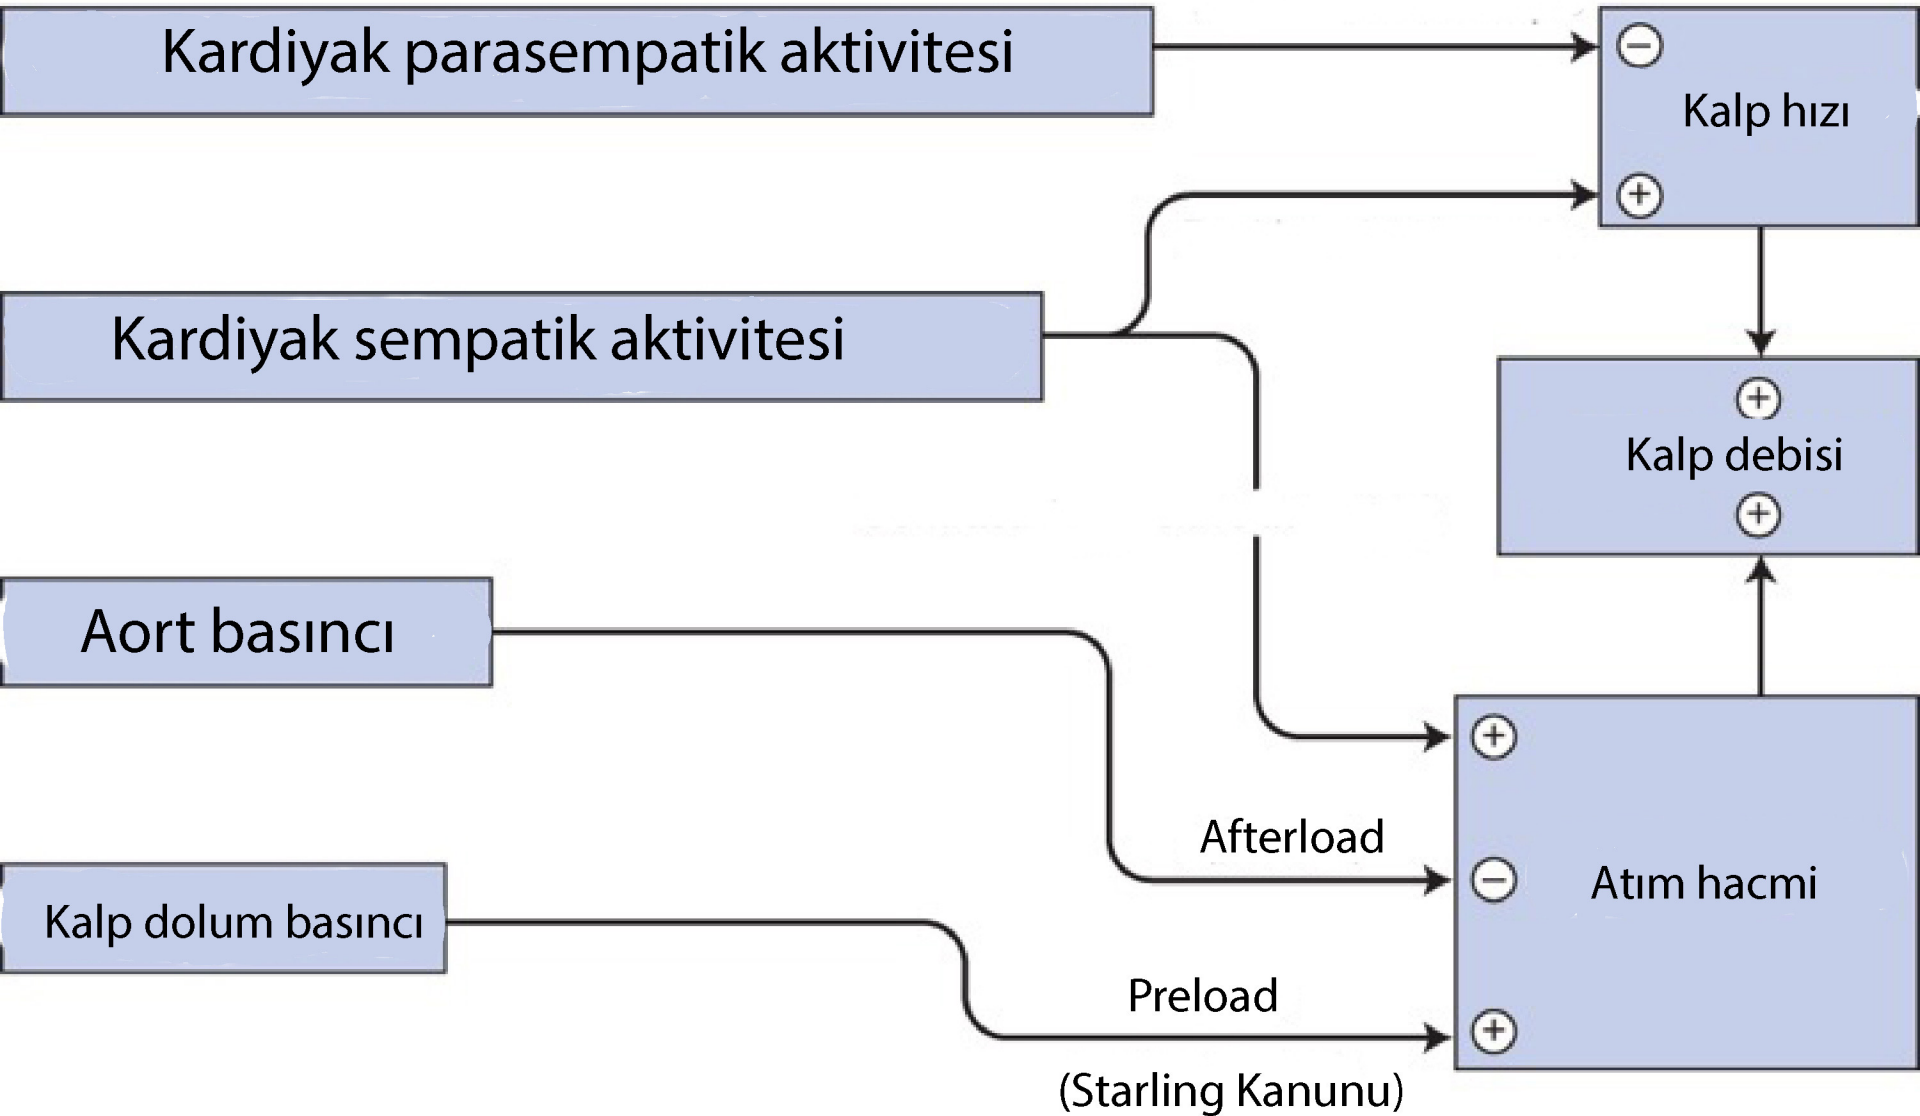 Kardiyak parasempatik aktivitesi
−
Kalp hızı
+
Kardiyak sempatik aktivitesi
+
Kalp debisi
+
Aort basıncı
+
Afterload
−
Atım hacmi
Kalp dolum basıncı
Preload
+
(Starling Kanunu)